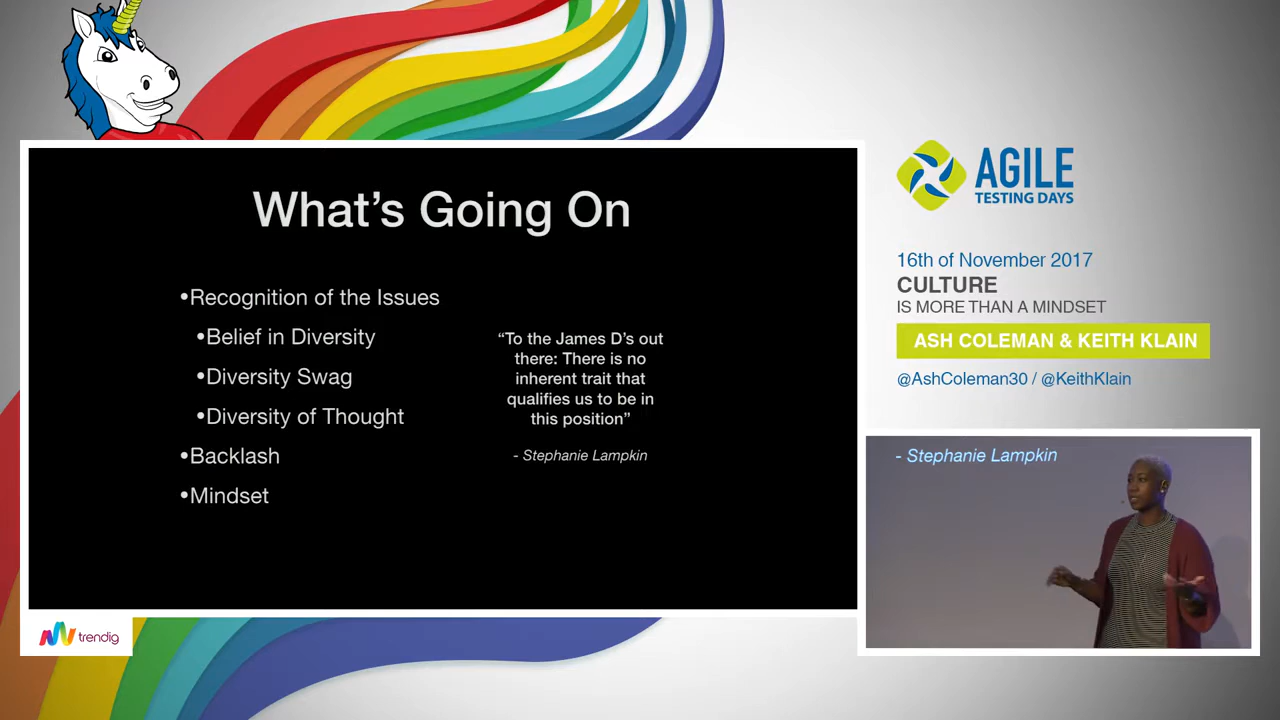 What's Going On
•Recognition of the Issues
•Belief in Diversity
•Diversity Swag
•Diversity of Thought
•Backlash
•Mindset
“To the James D’s out
there: There is no
inherent trait that
qualifies us to be in
this position”
- Stephanie Lampkin
trendig
AGILE
TESTING DAYS
16th of November 2017
CULTURE
IS MORE THAN A MINDSET
ASH COLEMAN & KEITH KLAIN
@AshColeman30 / @KeithKlain
- Stephanie Lampkin